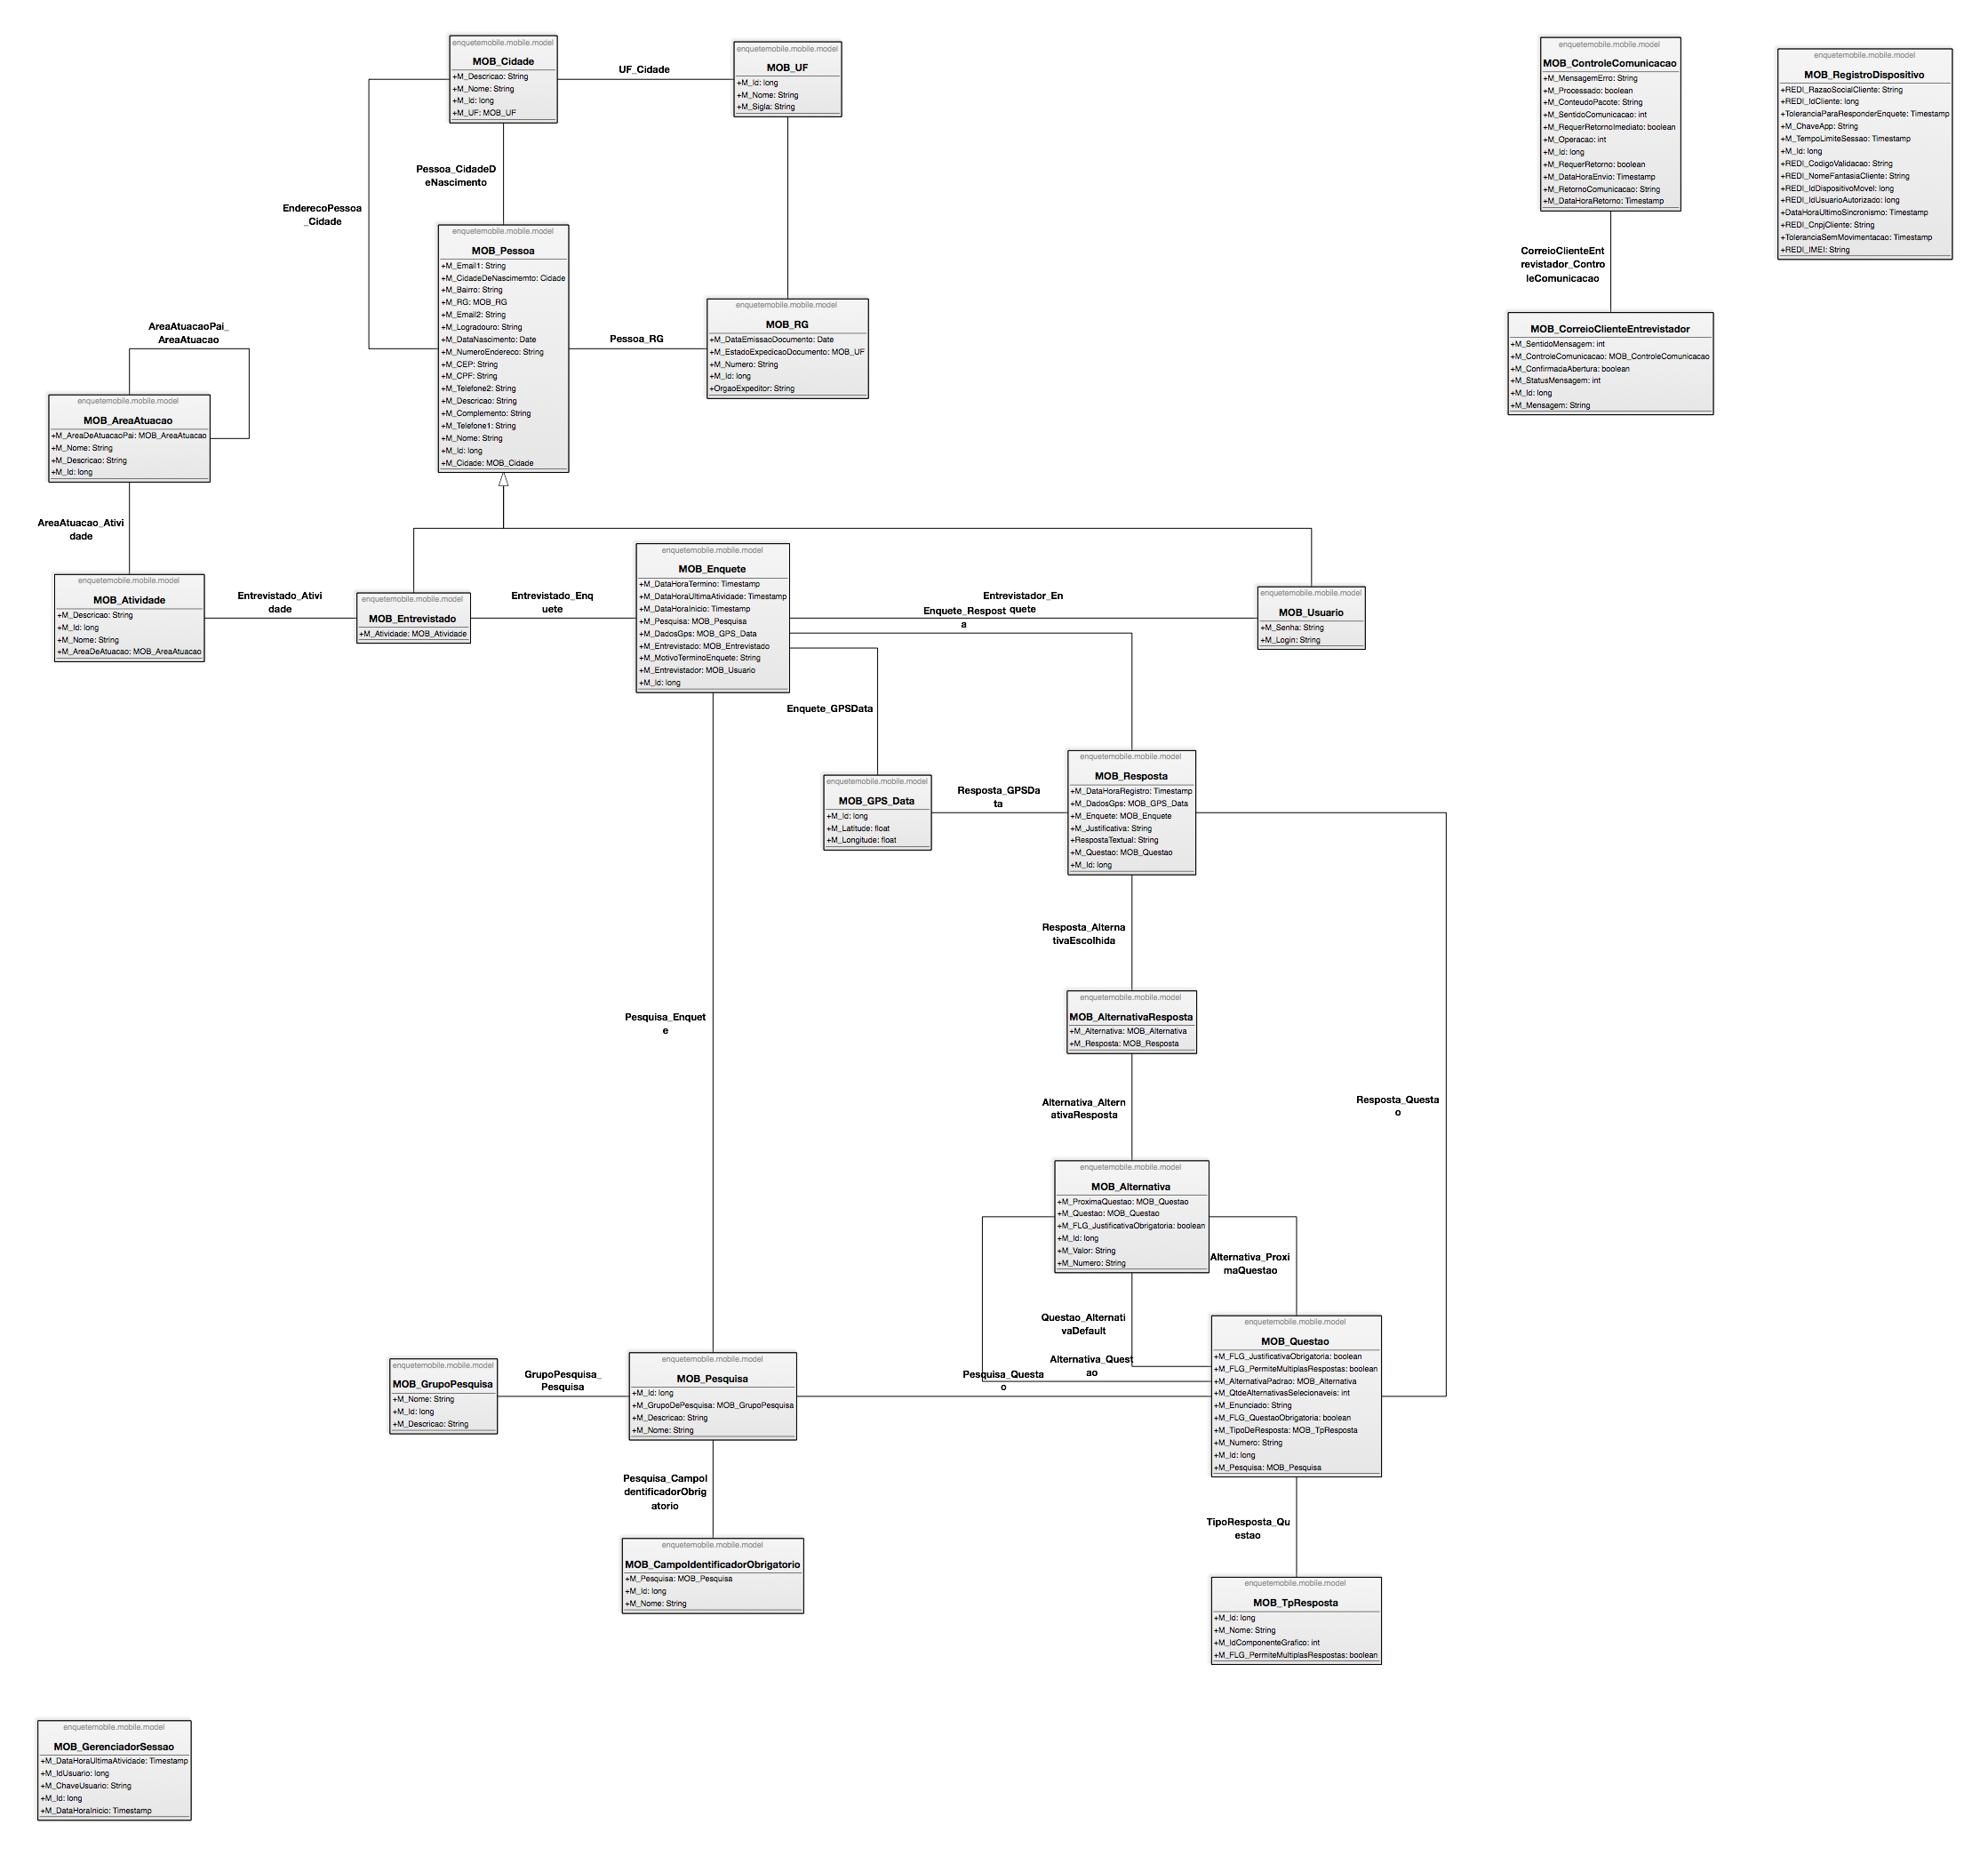 enquetemobile.mobile.model
MOB_Cidade
+M_Descricao: String
+M_Nome: String
+M_Id: long
+M_UF: MOB_UF
UF_Cidade
enquetemobile.mobile.model
MOB_UF
+M_Id: long
+M_Nome: String
+M_Sigla: String
enquetemobile.mobile.model
MOB_ControleComunicacao
+M_MensagemErro: String
+M_Processado: boolean
+M_ConteudoPacote: String
+M_SentidoComunicacao: int
+M_RequerRetornoImediato: boolean
+M_Operacao: int
+M_Id: long
+M_RequerRetorno: boolean
+M_DataHoraEnvio: Timestamp
+M_RetornoComunicacao: String
+M_DataHoraRetorno: Timestamp
enquetemobile.mobile.model
MOB_RegistroDispositivo
+REDI_RazaoSocialCliente: String
+REDI_IdCliente: long
+ToleranciaParaResponderEnquete: Timestamp
+M_ChaveApp: String
+M_TempoLimiteSessao: Timestamp
+M_Id: long
+REDI_CodigoValidacao: String
+REDI_NomeFantasiaCliente: String
+REDI_IdDispositivoMovel: long
+REDI_IdUsuarioAutorizado: long
+DataHoraUltimoSincronismo: Timestamp
+REDI_CnpjCliente: String
+ToleranciaSemMovimentacao: Timestamp
+REDI_IMEI: String
Pessoa_CidadeD
eNascimento
EnderecoPessoa
_Cidade
enquetemobile.mobile.model
MOB_Pessoa
+M_Email1: String
+M_CidadeDeNascimemto: Cidade
+M_Bairro: String
+M_RG: MOB_RG
+M_Email2: String
+M_Logradouro: String
+M_DataNascimento: Date
+M_NumeroEndereco: String
+M_CEP: String
+M_CPF: String
+M_Telefone2: String
+M_Descricao: String
+M_Complemento: String
+M_Telefone1: String
+M_Nome: String
+M_Id: long
+M_Cidade: MOB_Cidade
Pessoa_RG
enquetemobile.mobile.model
MOB_RG
+M_DataEmissaoDocumento: Date
+M_EstadoExpedicaoDocumento: MOB_UF
+M_Numero: String
+M_Id: long
+OrgaoExpeditor: String
CorreioClienteEnt
revistador_Contro
leComunicacao
enquetemobile.mobile.model
MOB_CorreioClienteEntrevistador
+M_SentidoMensagem: int
+M_ControleComunicacao: MOB_ControleComunicacao
+M_ConfirmadaAbertura: boolean
+M_StatusMensagem: int
+M_Id: long
+M_Mensagem: String
AreaAtuacaoPai_
AreaAtuacao
enquetemobile.mobile.model
MOB_AreaAtuacao
+M_AreaDeAtuacaoPai: MOB_AreaAtuacao
+M_Nome: String
+M_Descricao: String
+M_Id: long
AreaAtuacao_Ativi
dade
enquetemobile.mobile.model
MOB_Atividade
+M_Descricao: String
+M_Id: long
+M_Nome: String
+M_AreaDeAtuacao: MOB_AreaAtuacao
Entrevistado_Ativi
dade
enquetemobile.mobile.model
MOB_Entrevistado
+M_Atividade: MOB_Atividade
Entrevistado_Enq
uete
enquetemobile.mobile.model
MOB_Enquete
+M_DataHoraTermino: Timestamp
+M_DataHoraUltimaAtividade: Timestamp
+M_DataHoraInicio: Timestamp
+M_Pesquisa: MOB_Pesquisa
+M_DadosGps: MOB_GPS_Data
+M_Entrevistado: MOB_Entrevistado
+M_MotivoTerminoEnquete: String
+M_Entrevistador: MOB_Usuario
+M_Id: long
Entrevistador_En
quete
Enquete_Respost
a
enquetemobile.mobile.model
MOB_Usuario
+M_Senha: String
+M_Login: String
Enquete_GPSData
enquetemobile.mobile.model
MOB_GPS_Data
+M_Id: long
+M_Latitude: float
+M_Longitude: float
Resposta_GPSDa
ta
enquetemobile.mobile.model
MOB_Resposta
+M_DataHoraRegistro: Timestamp
+M_DadosGps: MOB_GPS_Data
+M_Enquete: MOB_Enquete
+M_Justificativa: String
+RespostaTextual: String
+M_Questao: MOB_Questao
+M_Id: long
Resposta_Alterna
tivaEscolhida
enquetemobile.mobile.model
MOB_AlternativaResposta
+M_Alternativa: MOB_Alternativa
+M_Resposta: MOB_Resposta
Pesquisa_Enquet
e
Alternativa_Altern
ativaResposta
Resposta_Questa
o
enquetemobile.mobile.model
MOB_Alternativa
+M_ProximaQuestao: MOB_Questao
+M_Questao: MOB_Questao
+M_FLG_JustificativaObrigatoria: boolean
+M_Id: long
+M_Valor: String
+M_Numero: String
Alternativa_Proxi
maQuestao
Questao_Alternati
vaDefault
Alternativa_Quest
ao
Pesquisa_Questa
o
enquetemobile.mobile.model
MOB_Questao
+M_FLG_JustificativaObrigatoria: boolean
+M_FLG_PermiteMultiplasRespostas: boolean
+M_AlternativaPadrao: MOB_Alternativa
+M_QtdeAlternativasSelecionaveis: int
+M_Enunciado: String
+M_FLG_QuestaoObrigatoria: boolean
+M_TipoDeResposta: MOB_TpResposta
+M_Numero: String
+M_Id: long
+M_Pesquisa: MOB_Pesquisa
enquetemobile.mobile.model
MOB_GrupoPesquisa
+M_Nome: String
+M_Id: long
+M_Descricao: String
GrupoPesquisa_
Pesquisa
enquetemobile.mobile.model
MOB_Pesquisa
+M_Id: long
+M_GrupoDePesquisa: MOB_GrupoPesquisa
+M_Descricao: String
+M_Nome: String
Pesquisa_CampoI
dentificadorObrig
atorio
enquetemobile.mobile.model
MOB_CampoIdentificadorObrigatorio
+M_Pesquisa: MOB_Pesquisa
+M_Id: long
+M_Nome: String
TipoResposta_Qu
estao
enquetemobile.mobile.model
MOB_TpResposta
+M_Id: long
+M_Nome: String
+M_IdComponenteGrafico: int
+M_FLG_PermiteMultiplasRespostas: boolean
enquetemobile.mobile.model
MOB_GerenciadorSessao
+M_DataHoraUltimaAtividade: Timestamp
+M_IdUsuario: long
+M_ChaveUsuario: String
+M_Id: long
+M_DataHoraInicio: Timestamp